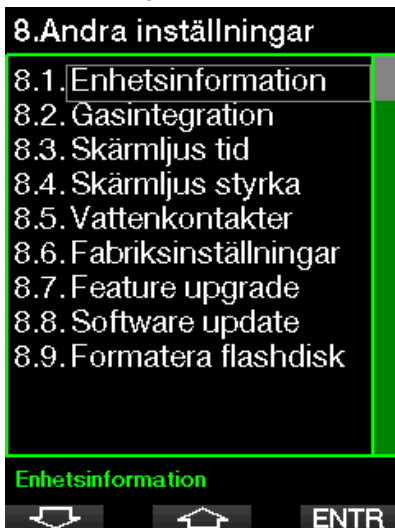 8.Andra inställningar
8.1.Enhetsinformation
8.2.Gasintegration
8.3.Skärmljus tid
8.4.Skärmljus styrka
8.5.Vattenkontakter
8.6.Fabriksinställningar
8.7.Feature upgrade
8.8.Software update
8.9.Formatera flashdisk
Enhetsinformation
ENTR